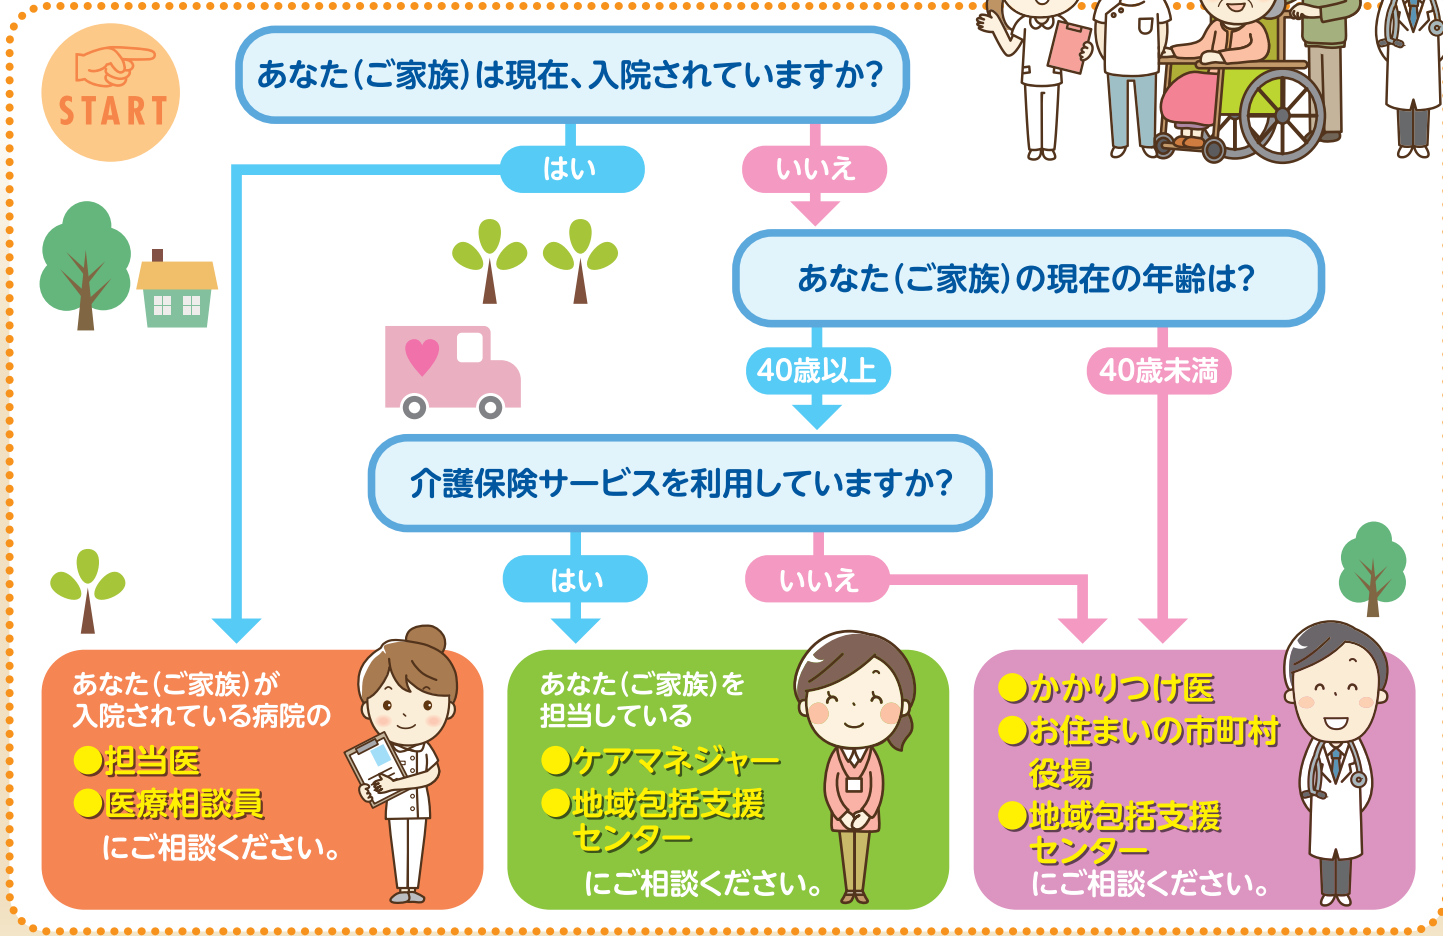 START
あなた(ご家族)は現在、入院されていますか?
はい
いいえ
あなた(ご家族)の現在の年齢は?
40歳以上
40歳未満
介護保険サービスを利用していますか?
はい
いいえ
あなた(ご家族)が
入院されている病院の
●担当医
●医療相談員
にご相談ください。
あなた(ご家族)を
担当している
●ケアマネジャー
●地域包括支援
センター
にご相談ください。
●かかりつけ医
●お住まいの市町村
役場
●地域包括支援
センター
にご相談ください。